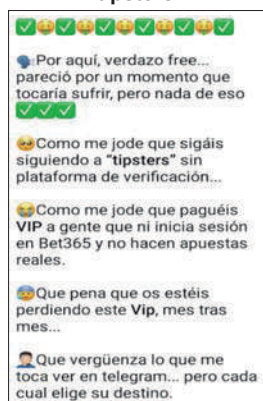 ✅🤑✅🤑✅🤑✅🤑✅
🗣Por aquí, verdazo free...
pareció por un momento que
tocaría sufrir, pero nada de eso
✅✅✅
🥺Como me jode que sigáis
siguiendo a "tipsters" sin
plataforma de verificación...
😭Como me jode que paguéis
VIP a gente que ni inicia sesión
en Bet365 y no hacen apuestas
reales.
😰Que pena que os estéis
perdiendo este Vip, mes tras
mes...
🤦🏻‍♂️Que vergüenza lo que me
toca ver en telegram... pero cada
cual elige su destino.